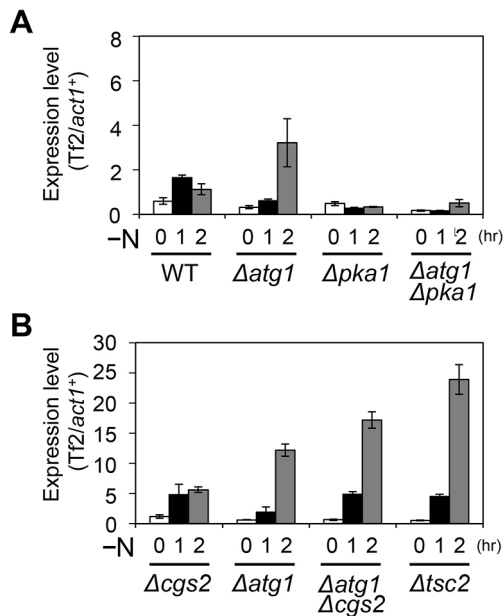 A
Expression level
(Tf2/act1⁺)
8
6
4
2
0
−N 0 1 2 0 1 2 0 1 2 0 1 2 (hr)
WT Δatg1 Δpka1 Δatg1
Δpka1
B
Expression level
(Tf2/act1⁺)
30
25
20
15
10
5
0
−N 0 1 2 0 1 2 0 1 2 0 1 2 (hr)
Δcgs2 Δatg1 Δatg1 Δtsc2
Δcgs2